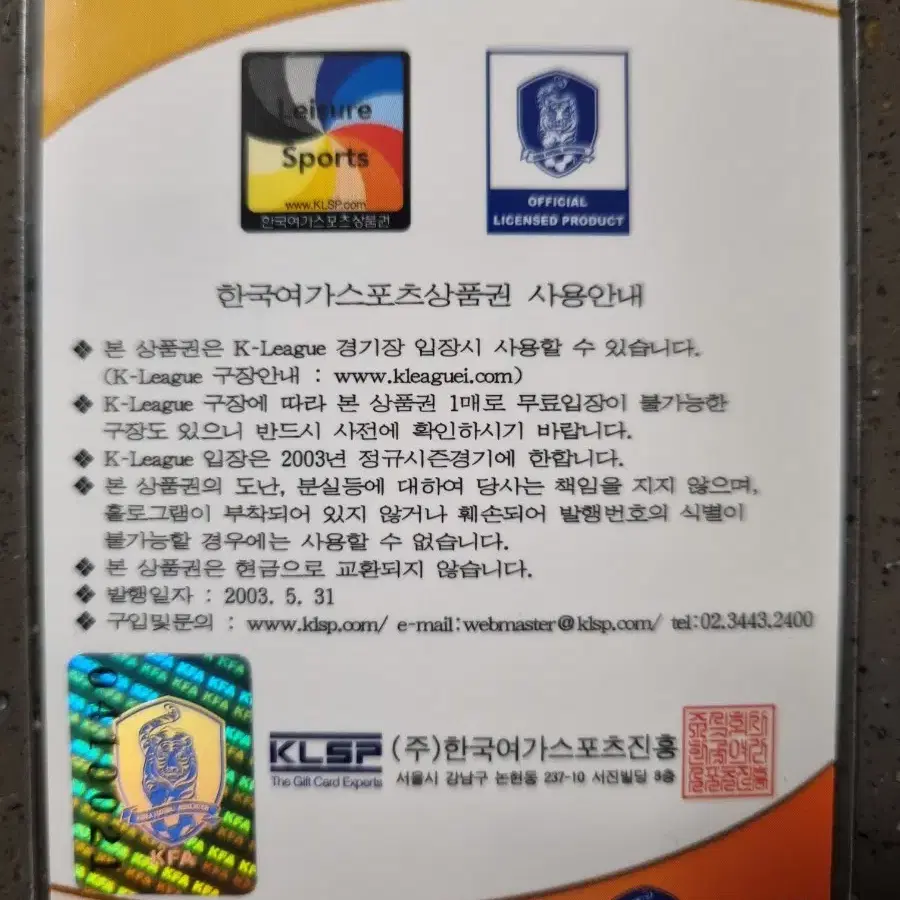 Leisure
Sports
www.KLSP.com
한국여가스포츠상품권
OFFICIAL
LICENSED PRODUCT
한국여가스포츠상품권 사용안내
❖ 본 상품권은 K-League 경기장 입장시 사용할 수 있습니다.
(K-League 구장안내 : www.kleaguei.com)
❖ K-League 구장에 따라 본 상품권 1매로 무료입장이 불가능한
구장도 있으니 반드시 사전에 확인하시기 바랍니다.
❖ K-League 입장은 2003년 정규시즌경기에 한합니다.
❖ 본 상품권의 도난, 분실등에 대하여 당사는 책임을 지지 않으며,
홀로그램이 부착되어 있지 않거나 훼손되어 발행번호의 식별이
불가능할 경우에는 사용할 수 없습니다.
❖ 본 상품권은 현금으로 교환되지 않습니다.
❖ 발행일자 : 2003. 5. 31
❖ 구입및문의 : www.klsp.com/ e-mail:webmaster@klsp.com/ tel:02.3443.2400
0410021
KFA
KLSP
The Gift Card Experts
(주)한국여가스포츠진흥
서울시 강남구 논현동 237-10 서진빌딩 8층